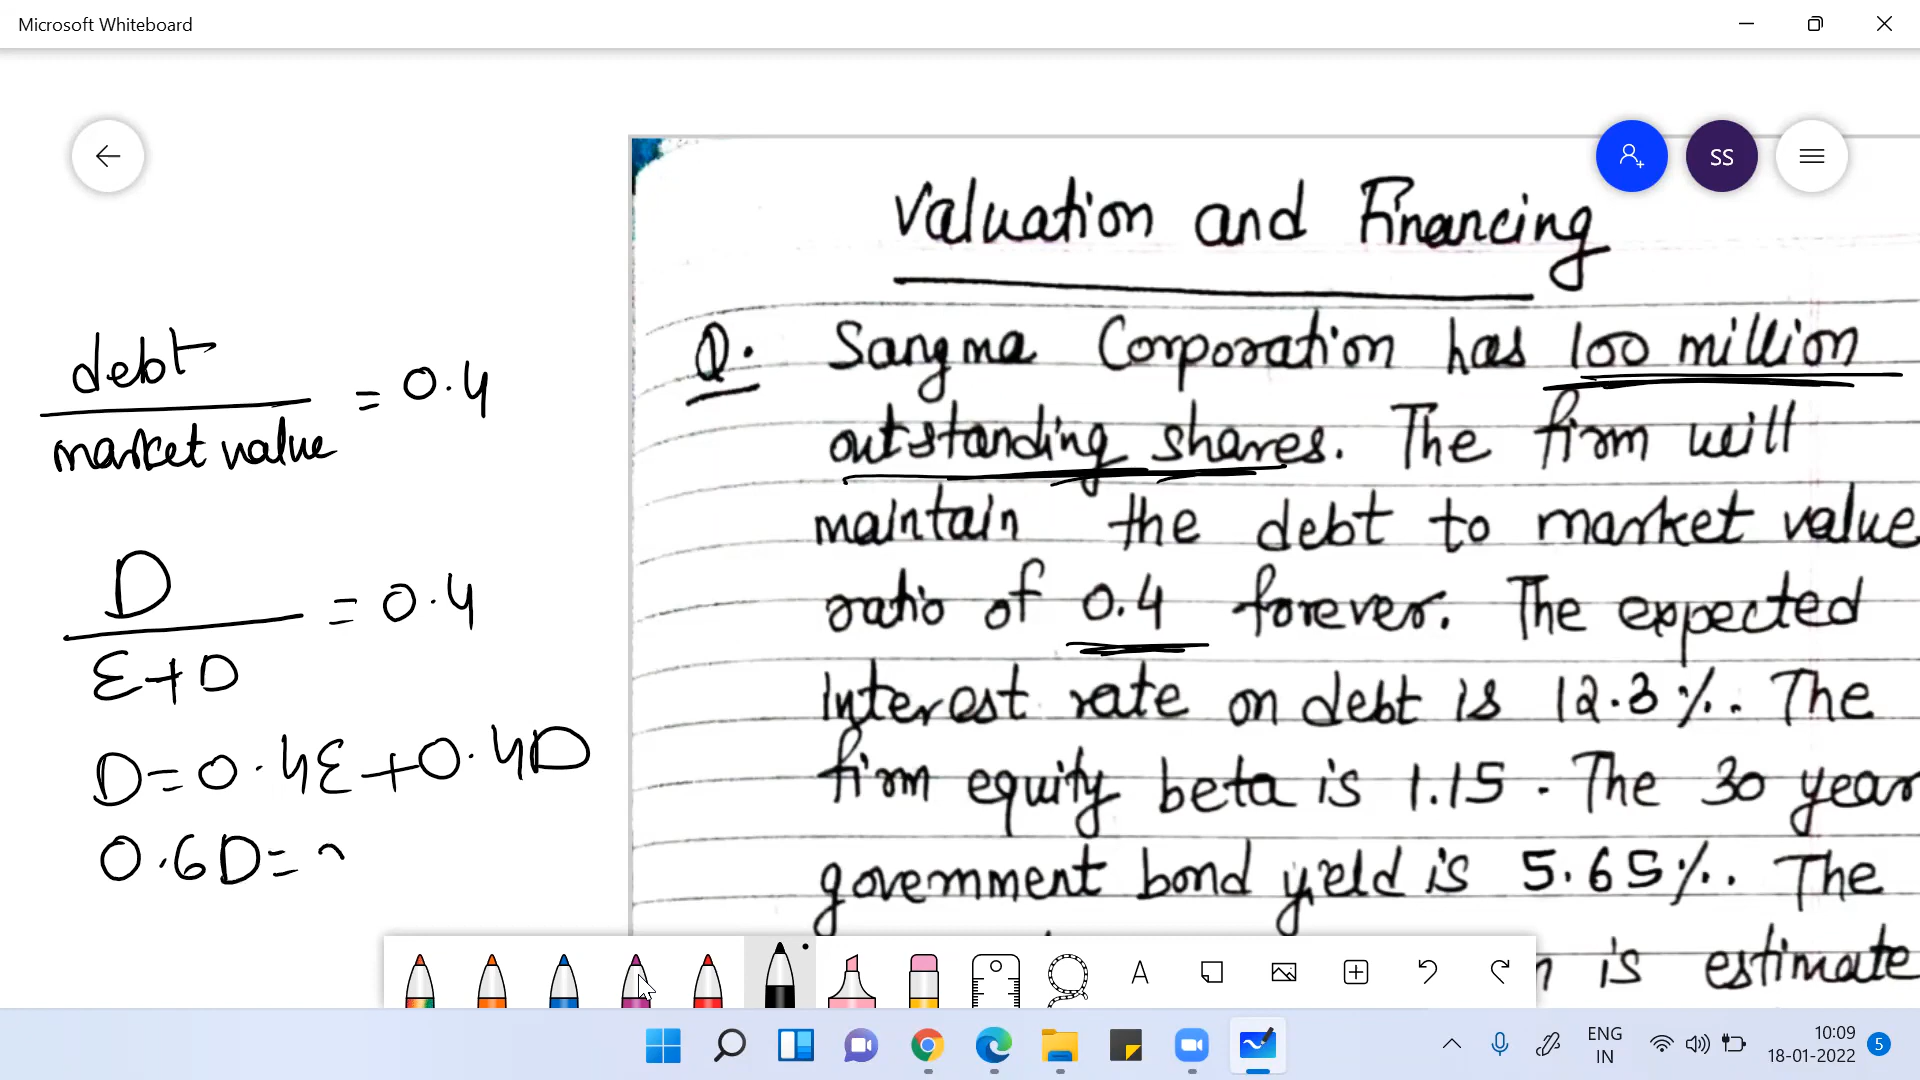 Microsoft Whiteboard
SS
Valuation and Financing
debt
market value
= 0.4
D
E+D
= 0.4
D=0.4E+0.4D
0.6D=
Q. Sangma Corporation has 100 million
outstanding shares. The firm will
maintain the debt to market value
ratio of 0.4 forever. The expected
interest rate on debt is 12.3%. The
firm equity beta is 1.15. The 30 year
government bond yield is 5.65%. The
is estimate
A
ENG
IN
10:09
18-01-2022
5